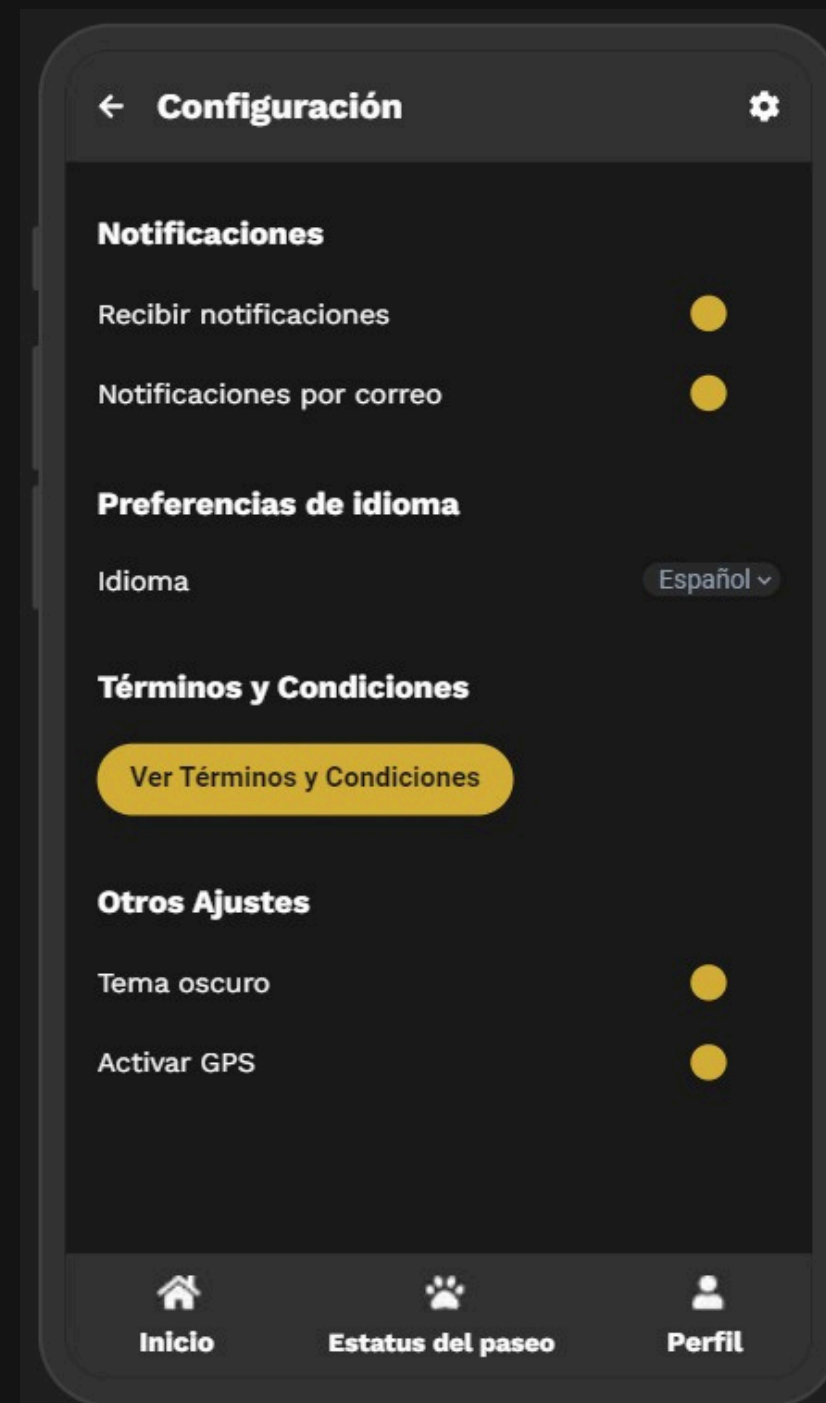 Configuración
Notificaciones
Recibir notificaciones
Notificaciones por correo
Preferencias de idioma
Idioma
Español
Términos y Condiciones
Ver Términos y Condiciones
Otros Ajustes
Tema oscuro
Activar GPS
Inicio
Estatus del paseo
Perfil